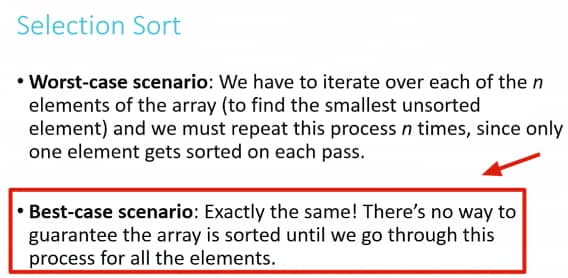 Selection Sort
• Worst-case scenario: We have to iterate over each of the n
elements of the array (to find the smallest unsorted
element) and we must repeat this process n times, since only
one element gets sorted on each pass.
• Best-case scenario: Exactly the same! There's no way to
guarantee the array is sorted until we go through this
process for all the elements.